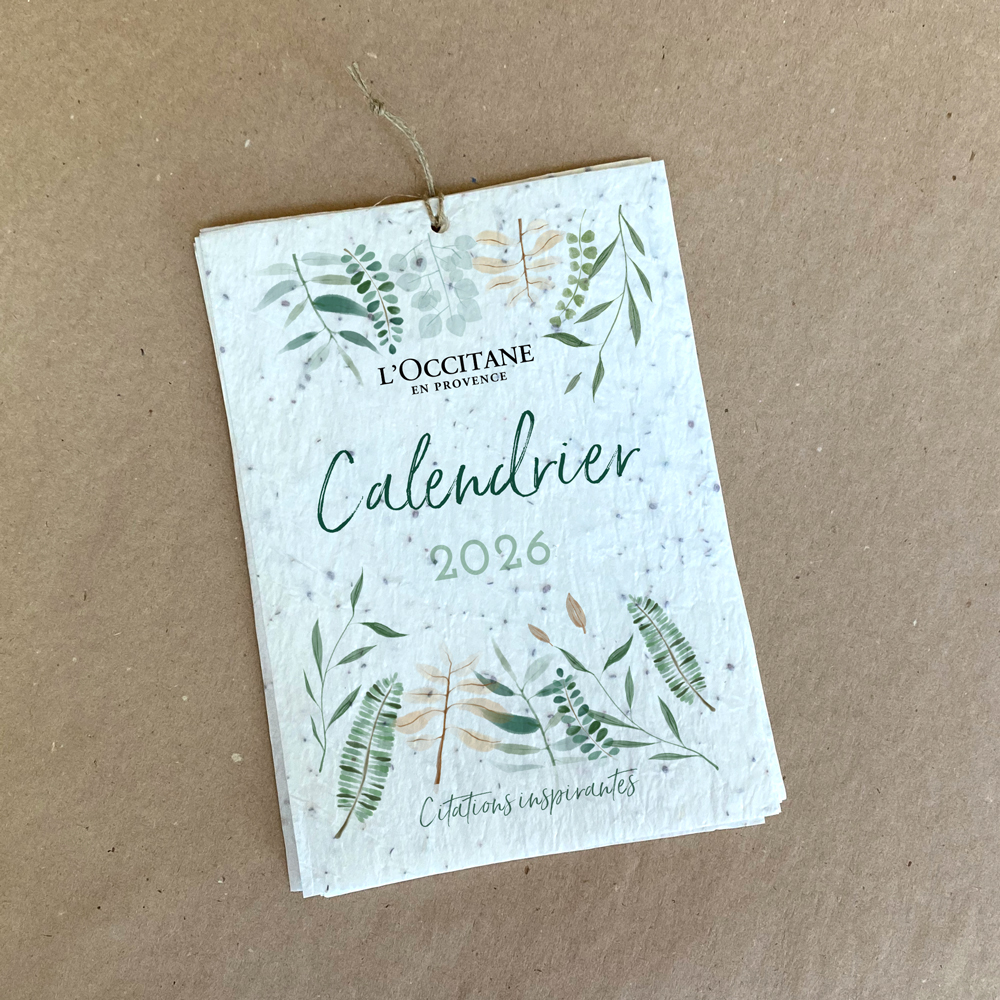 L'OCCITANE
EN PROVENCE
Calendrier
2026
Citations inspirantes